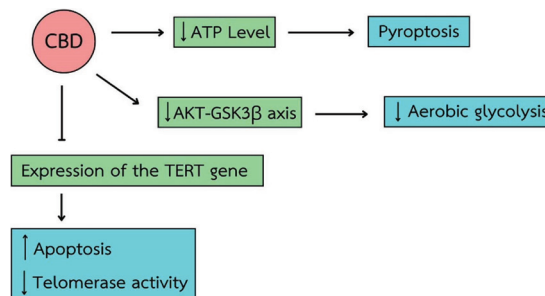 CBD
↓ ATP Level
Pyroptosis
↓AKT-GSK3β axis
↓ Aerobic glycolysis
Expression of the TERT gene
↑ Apoptosis
↓ Telomerase activity